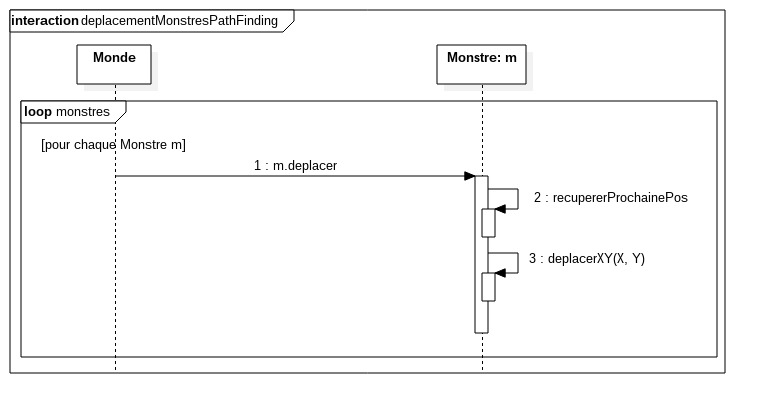 interaction deplacementMonstresPathFinding
Monde
Monstre: m
loop monstres
[pour chaque Monstre m]
1 : m.deplacer
2 : recupererProchainePos
3 : deplacerXY(X, Y)